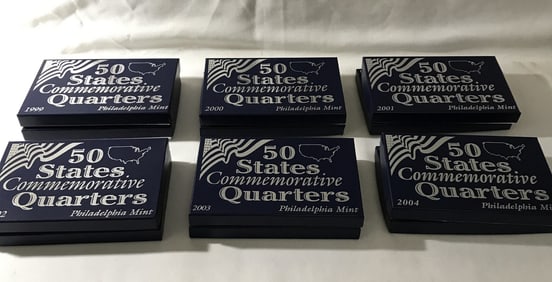 50
States
Commemorative
Quarters
1999 Philadelphia Mint
50
States
Commemorative
Quarters
2000 Philadelphia Mint
50
States
Commemorative
Quarters
2001 Philadelphia Mint
50
States
Commemorative
Quarters
2 Philadelphia Mint
50
States
Commemorative
Quarters
2003 Philadelphia Mint
50
States
Commemorative
Quarters
2004 Philadelphia Mint